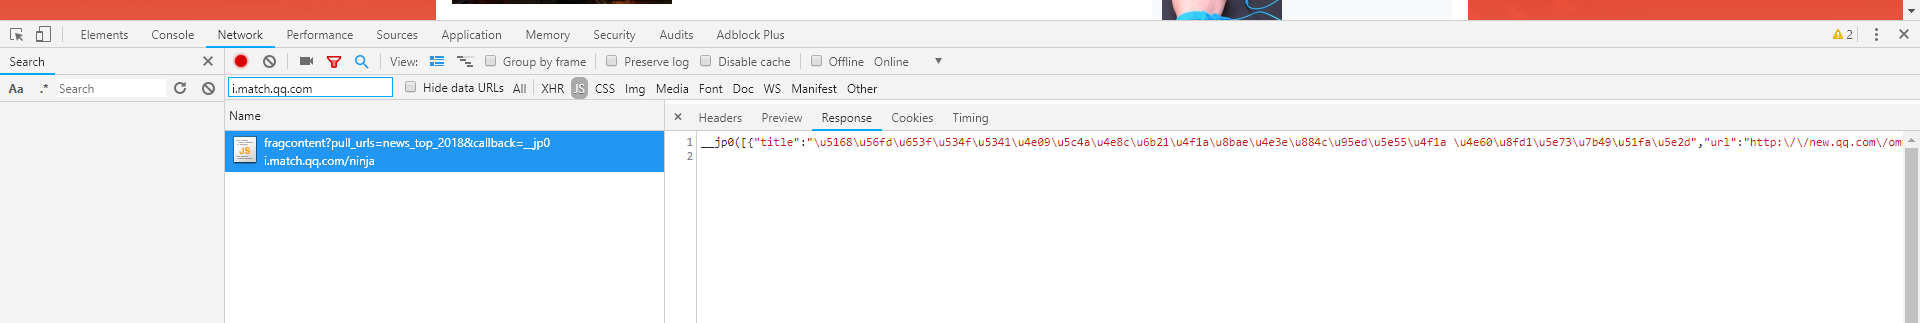 Elements Console Network Performance Sources Application Memory Security Audits Adblock Plus 2
Search
View: Group by frame Preserve log Disable cache Offline Online
Aa .* Search
i.match.qq.com Hide data URLs All XHR JS CSS Img Media Font Doc WS Manifest Other
Name
Headers Preview Response Cookies Timing
JS
fragcontent?pull_urls=news_top_2018&callback=__jp0
i.match.qq.com/ninja
1 __jp0([{"title":"\u5168\u56fd\u653f\u534f\u5341\u4e09\u5c4a\u4e8c\u6b21\u4f1a\u8bae\u4e3e\u884c\u95ed\u5e55\u4f1a \u4e60\u8fd1\u5e73\u7b49\u51fa\u5e2d","url":"http:\/\/new.qq.com\/om
2